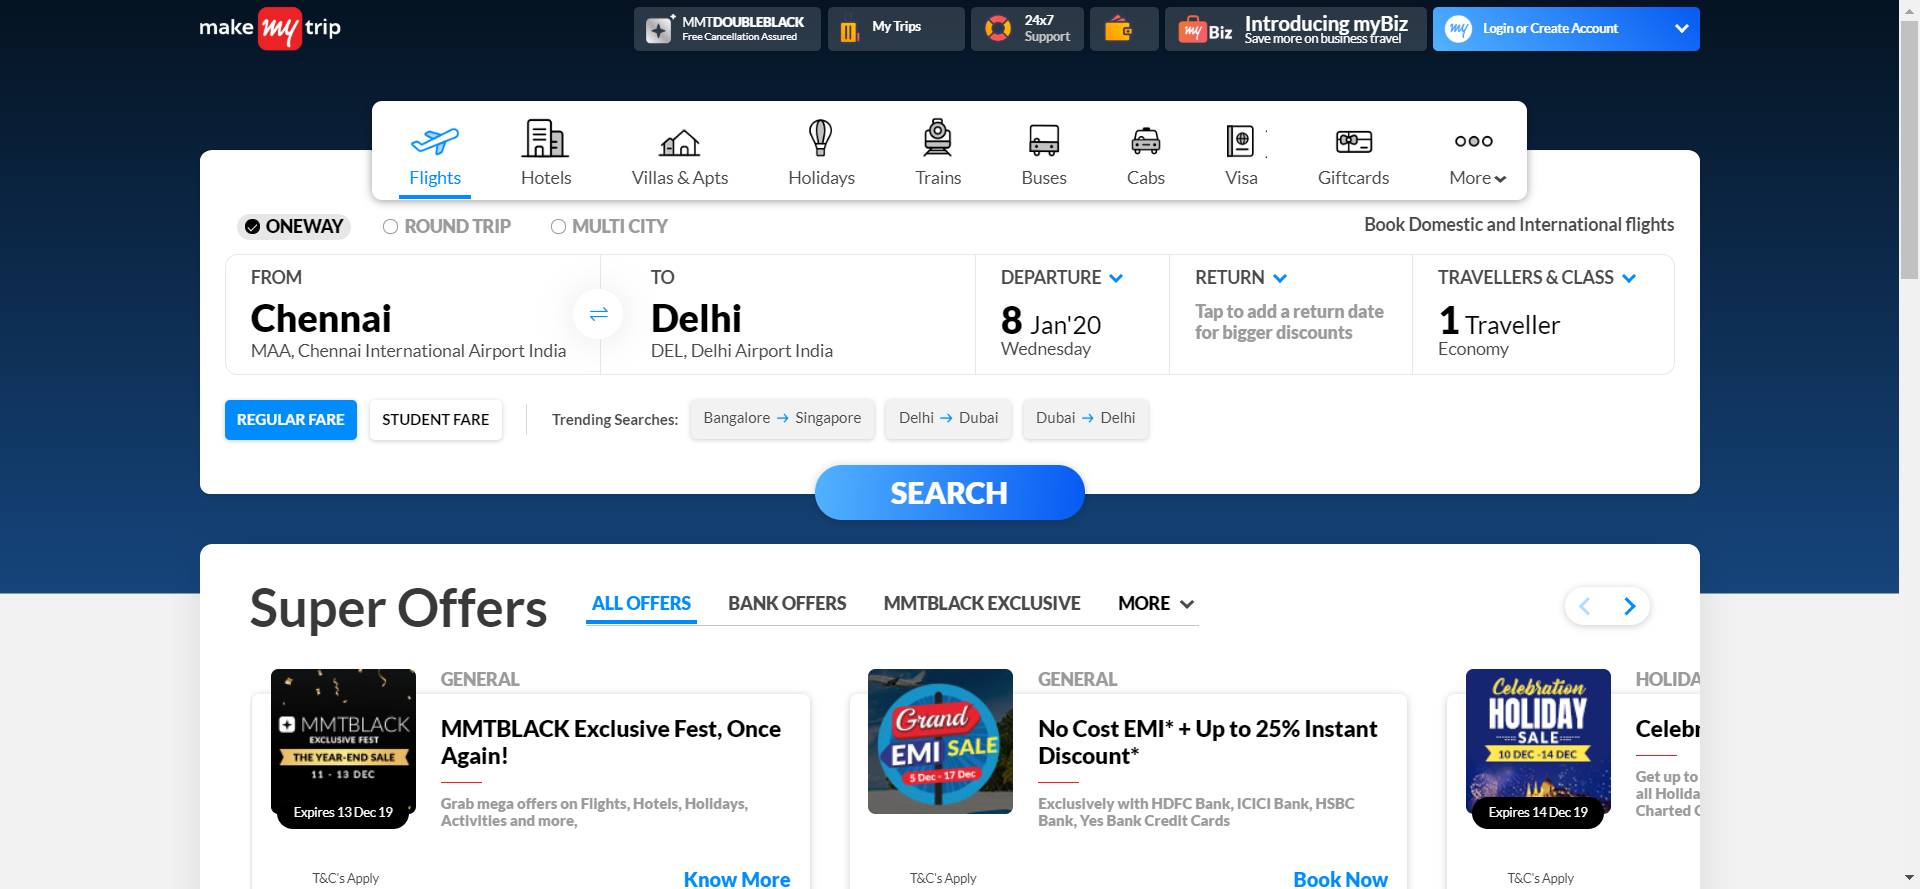 make my trip
MMTDOUBLEBLACK
Free Cancellation Assured
My Trips
24x7
Support
my Biz
Introducing myBiz
Save more on business travel
my
Login or Create Account
Flights
Hotels
Villas & Apts
Holidays
Trains
Buses
Cabs
Visa
Giftcards
More
ONEWAY
ROUND TRIP
MULTI CITY
Book Domestic and International flights
FROM
Chennai
MAA, Chennai International Airport India
TO
Delhi
DEL, Delhi Airport India
DEPARTURE
8 Jan'20
Wednesday
RETURN
Tap to add a return date
for bigger discounts
TRAVELLERS & CLASS
1 Traveller
Economy
REGULAR FARE
STUDENT FARE
Trending Searches:
Bangalore → Singapore
Delhi → Dubai
Dubai → Delhi
SEARCH
Super Offers
ALL OFFERS
BANK OFFERS
MMTBLACK EXCLUSIVE
MORE
MMTBLACK
EXCLUSIVE FEST
THE YEAR-END SALE
11 - 13 DEC
Expires 13 Dec 19
GENERAL
MMTBLACK Exclusive Fest, Once
Again!
Grab mega offers on Flights, Hotels, Holidays,
Activities and more,
T&C's Apply
Know More
Grand
EMI SALE
5 Dec - 17 Dec
GENERAL
No Cost EMI* + Up to 25% Instant
Discount*
Exclusively with HDFC Bank, ICICI Bank, HSBC
Bank, Yes Bank Credit Cards
T&C's Apply
Book Now
Celebration
HOLIDAY
SALE
10 DEC -14 DEC
Expires 14 Dec 19
HOLIDA
Celebr
Get up to
all Holida
Charted C
T&C's Apply